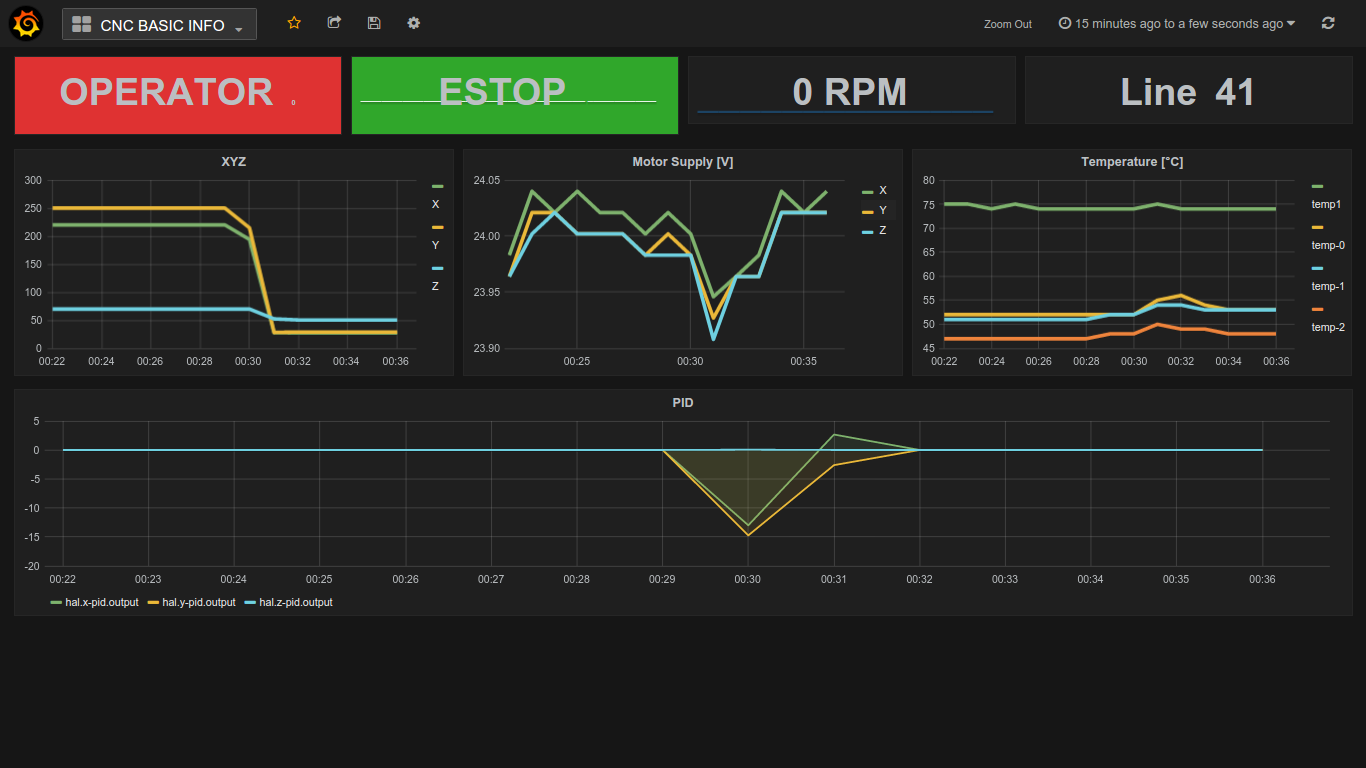 CNC BASIC INFO
Zoom Out
15 minutes ago to a few seconds ago
OPERATOR 0
ESTOP
0 RPM
Line 41
XYZ
300
250
200
150
100
50
0
00:22 00:24 00:26 00:28 00:30 00:32 00:34 00:36
X
Y
Z
Motor Supply [V]
24.05
24.00
23.95
23.90
00:25 00:30 00:35
X
Y
Z
Temperature [°C]
80
75
70
65
60
55
50
45
00:22 00:24 00:26 00:28 00:30 00:32 00:34 00:36
temp1
temp-0
temp-1
temp-2
PID
5
0
-5
-10
-15
-20
00:22 00:23 00:24 00:25 00:26 00:27 00:28 00:29 00:30 00:31 00:32 00:33 00:34 00:35 00:36
hal.x-pid.output hal.y-pid.output hal.z-pid.output